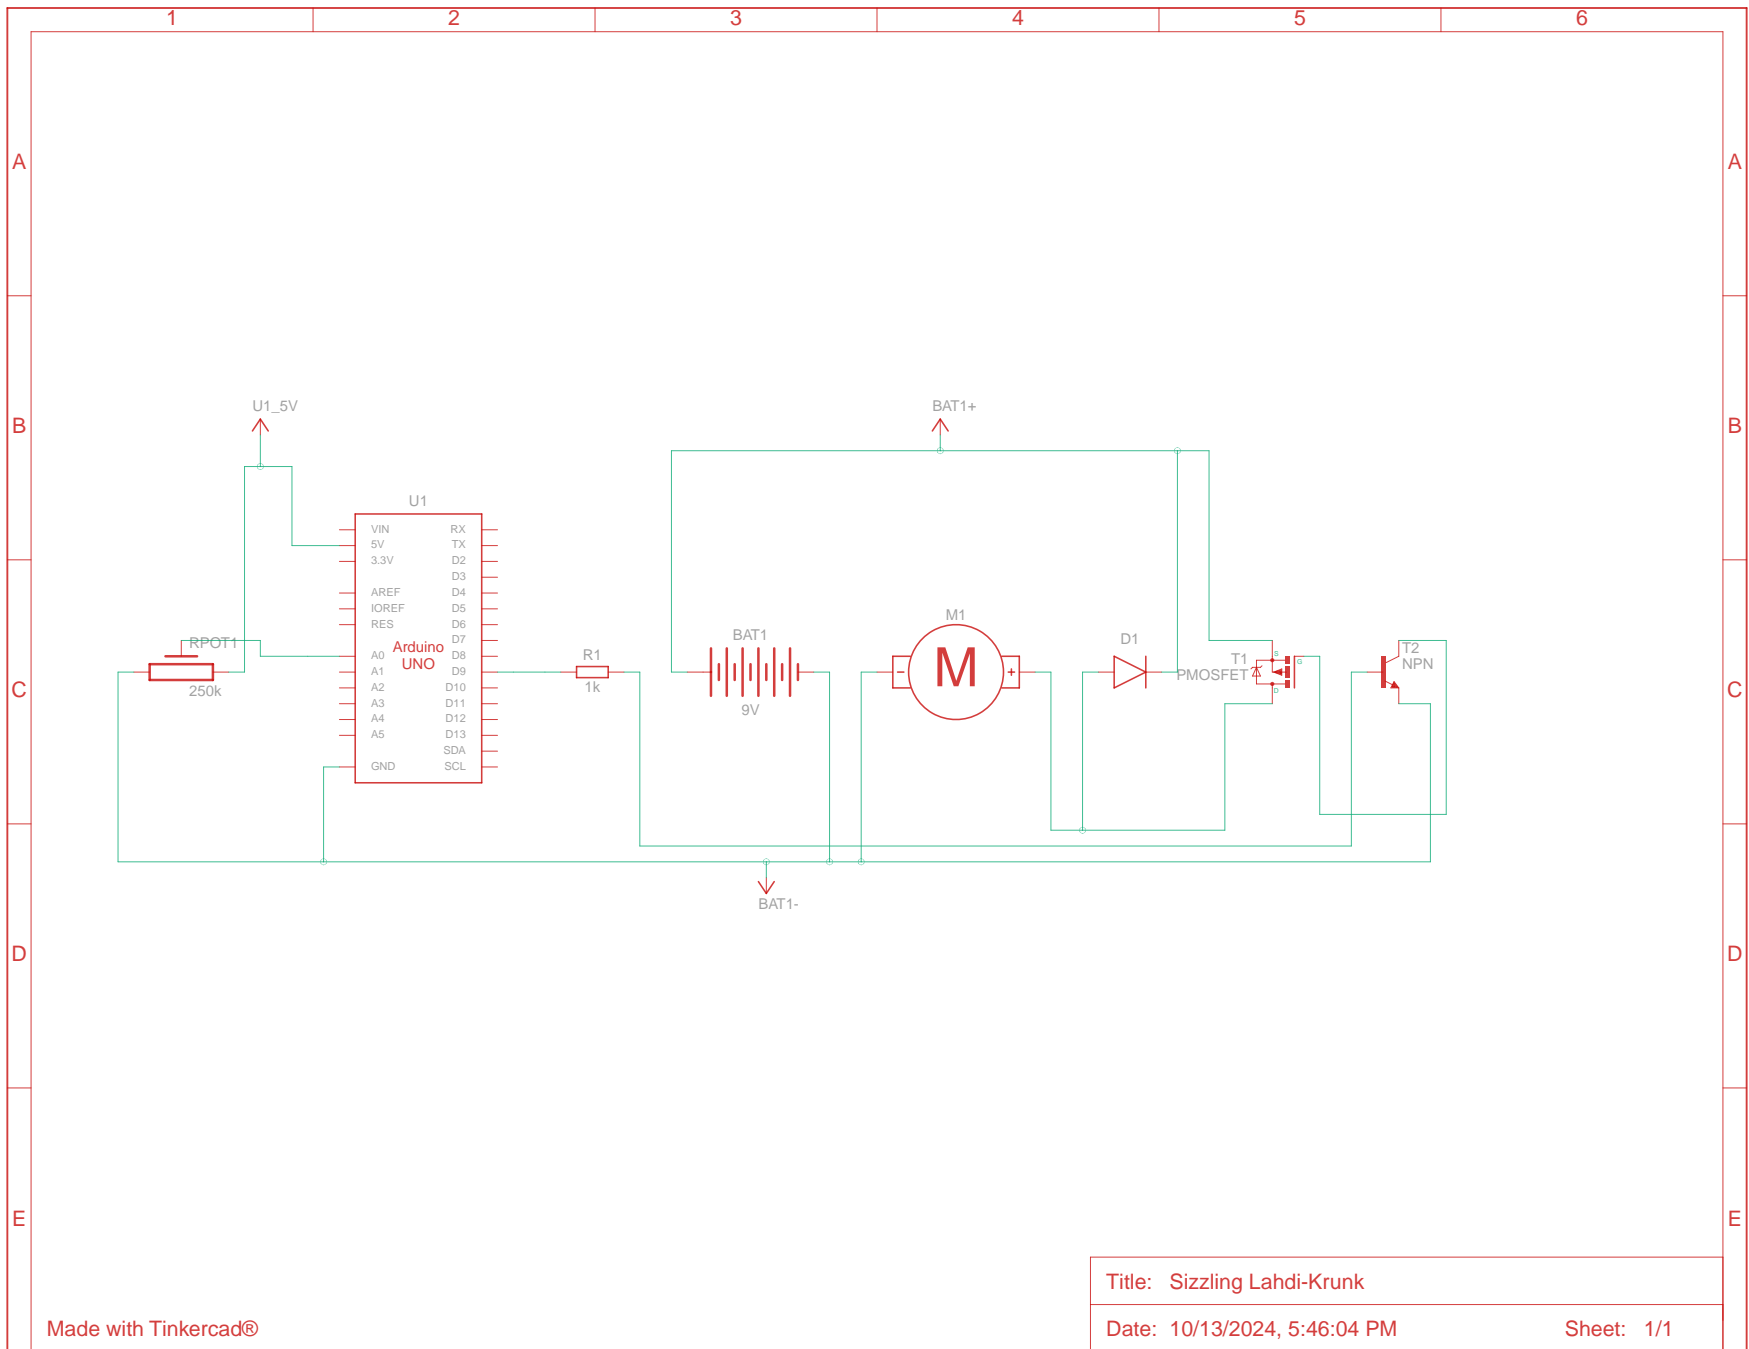 1 2 3 4 5 6
A A
U1_5V BAT1+
B B
U1
VIN RX
5V TX
3.3V D2
D3
AREF D4
IOREF D5
RES D6
D7
RPOT1
A0 D8
A1 D9
A2 D10
A3 D11
A4 D12
A5 D13
SDA
GND SCL
Arduino
UNO
250k
R1
1k
BAT1
9V
M1
- M +
D1
T1
PMOSFET
S
G
D
T2
NPN
C C
BAT1-
D D
E E
Title: Sizzling Lahdi-Krunk
Made with Tinkercad®
Date: 10/13/2024, 5:46:04 PM Sheet: 1/1